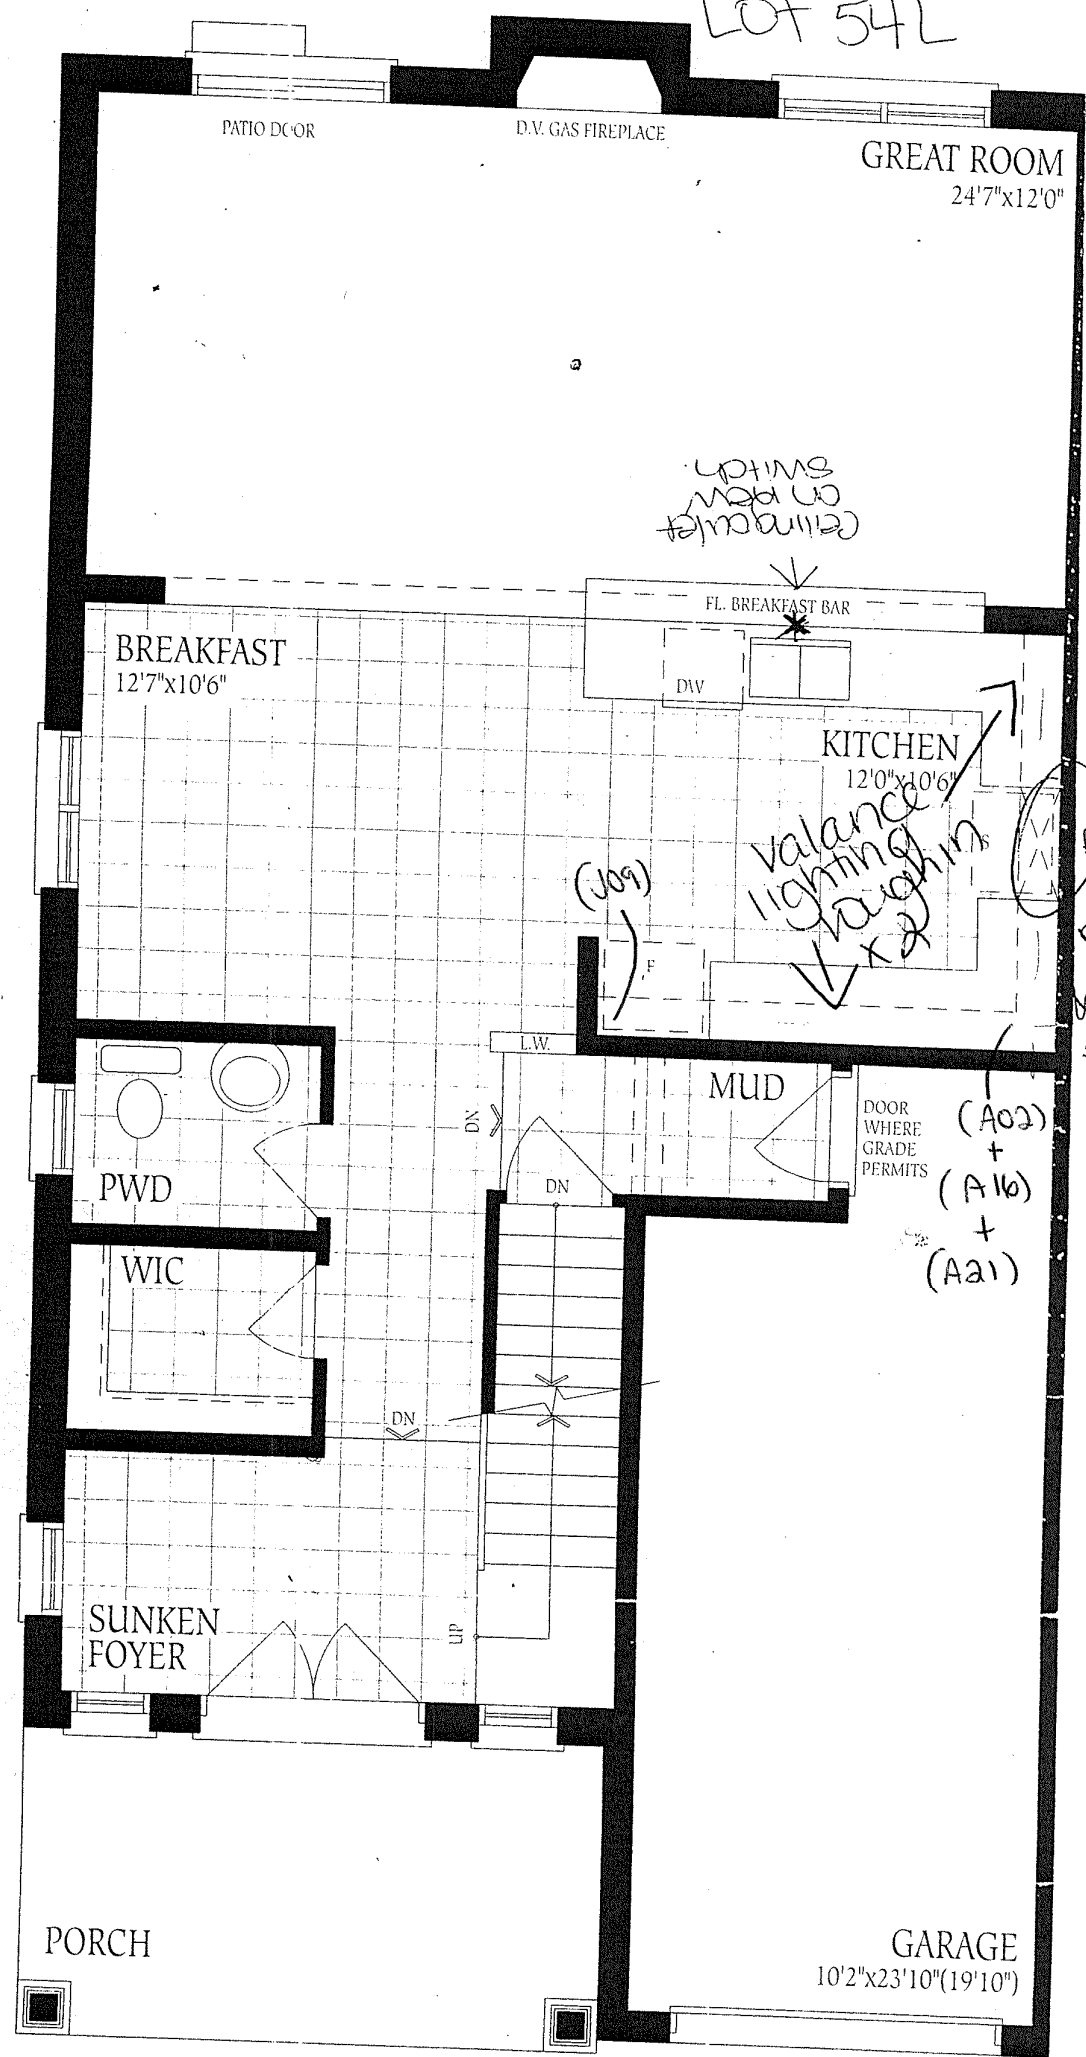 LOT 54L
PATIO DOOR
D.V. GAS FIREPLACE
GREAT ROOM
24'7"x12'0"
ceiling outlet
on new
switch.
FL. BREAKFAST BAR
BREAKFAST
12'7"x10'6"
DW
KITCHEN
12'0"x10'6"
valance
lighting
roughin
x2
S
(J09)
F
L.W.
MUD
DN
DOOR
WHERE
GRADE
PERMITS
(A02)
+
(A16)
+
(A21)
PWD
DN
WIC
DN
SUNKEN
FOYER
UP
PORCH
GARAGE
10'2"x23'10"(19'10")